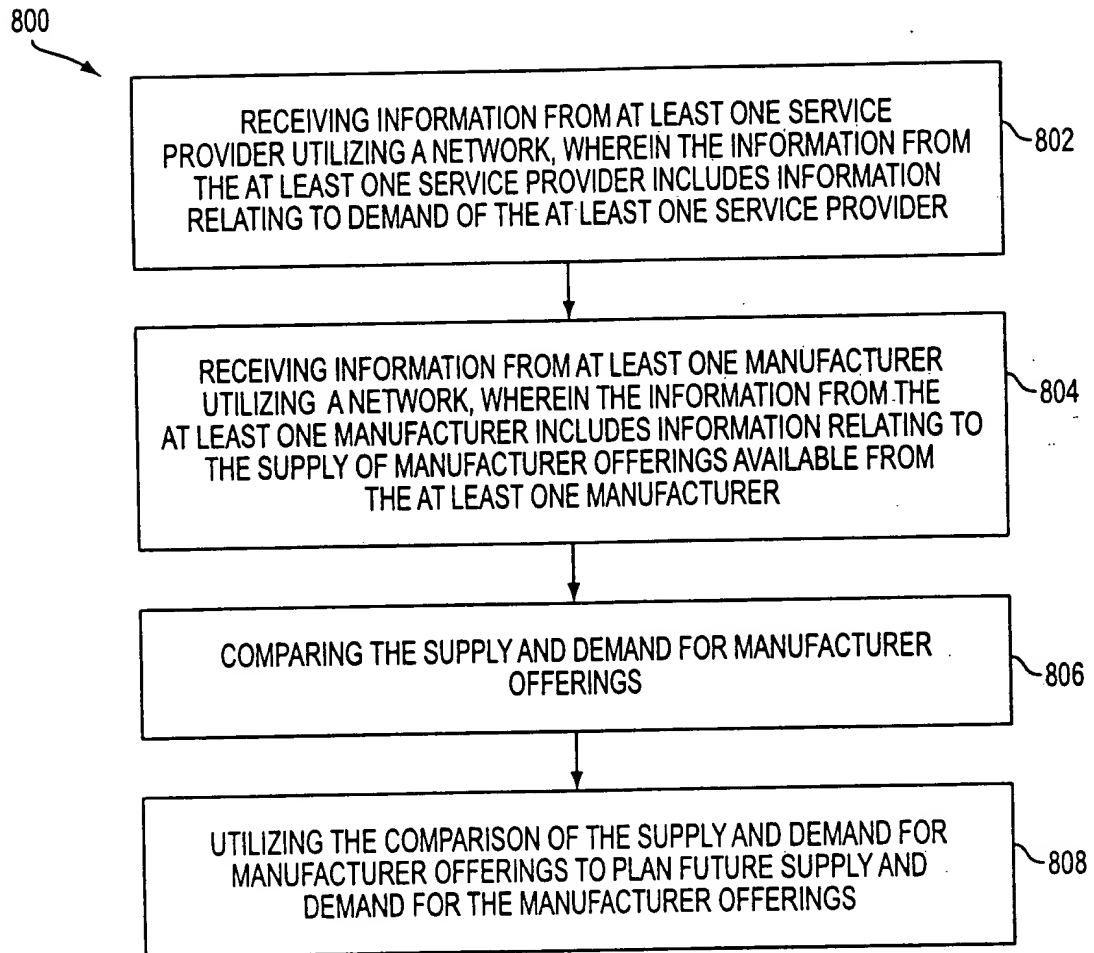 800
RECEIVING INFORMATION FROM AT LEAST ONE SERVICE
PROVIDER UTILIZING A NETWORK, WHEREIN THE INFORMATION FROM
THE AT LEAST ONE SERVICE PROVIDER INCLUDES INFORMATION
RELATING TO DEMAND OF THE AT LEAST ONE SERVICE PROVIDER
802
RECEIVING INFORMATION FROM AT LEAST ONE MANUFACTURER
UTILIZING A NETWORK, WHEREIN THE INFORMATION FROM THE
AT LEAST ONE MANUFACTURER INCLUDES INFORMATION RELATING TO
THE SUPPLY OF MANUFACTURER OFFERINGS AVAILABLE FROM
THE AT LEAST ONE MANUFACTURER
804
COMPARING THE SUPPLY AND DEMAND FOR MANUFACTURER
OFFERINGS
806
UTILIZING THE COMPARISON OF THE SUPPLY AND DEMAND FOR
MANUFACTURER OFFERINGS TO PLAN FUTURE SUPPLY AND
DEMAND FOR THE MANUFACTURER OFFERINGS
808